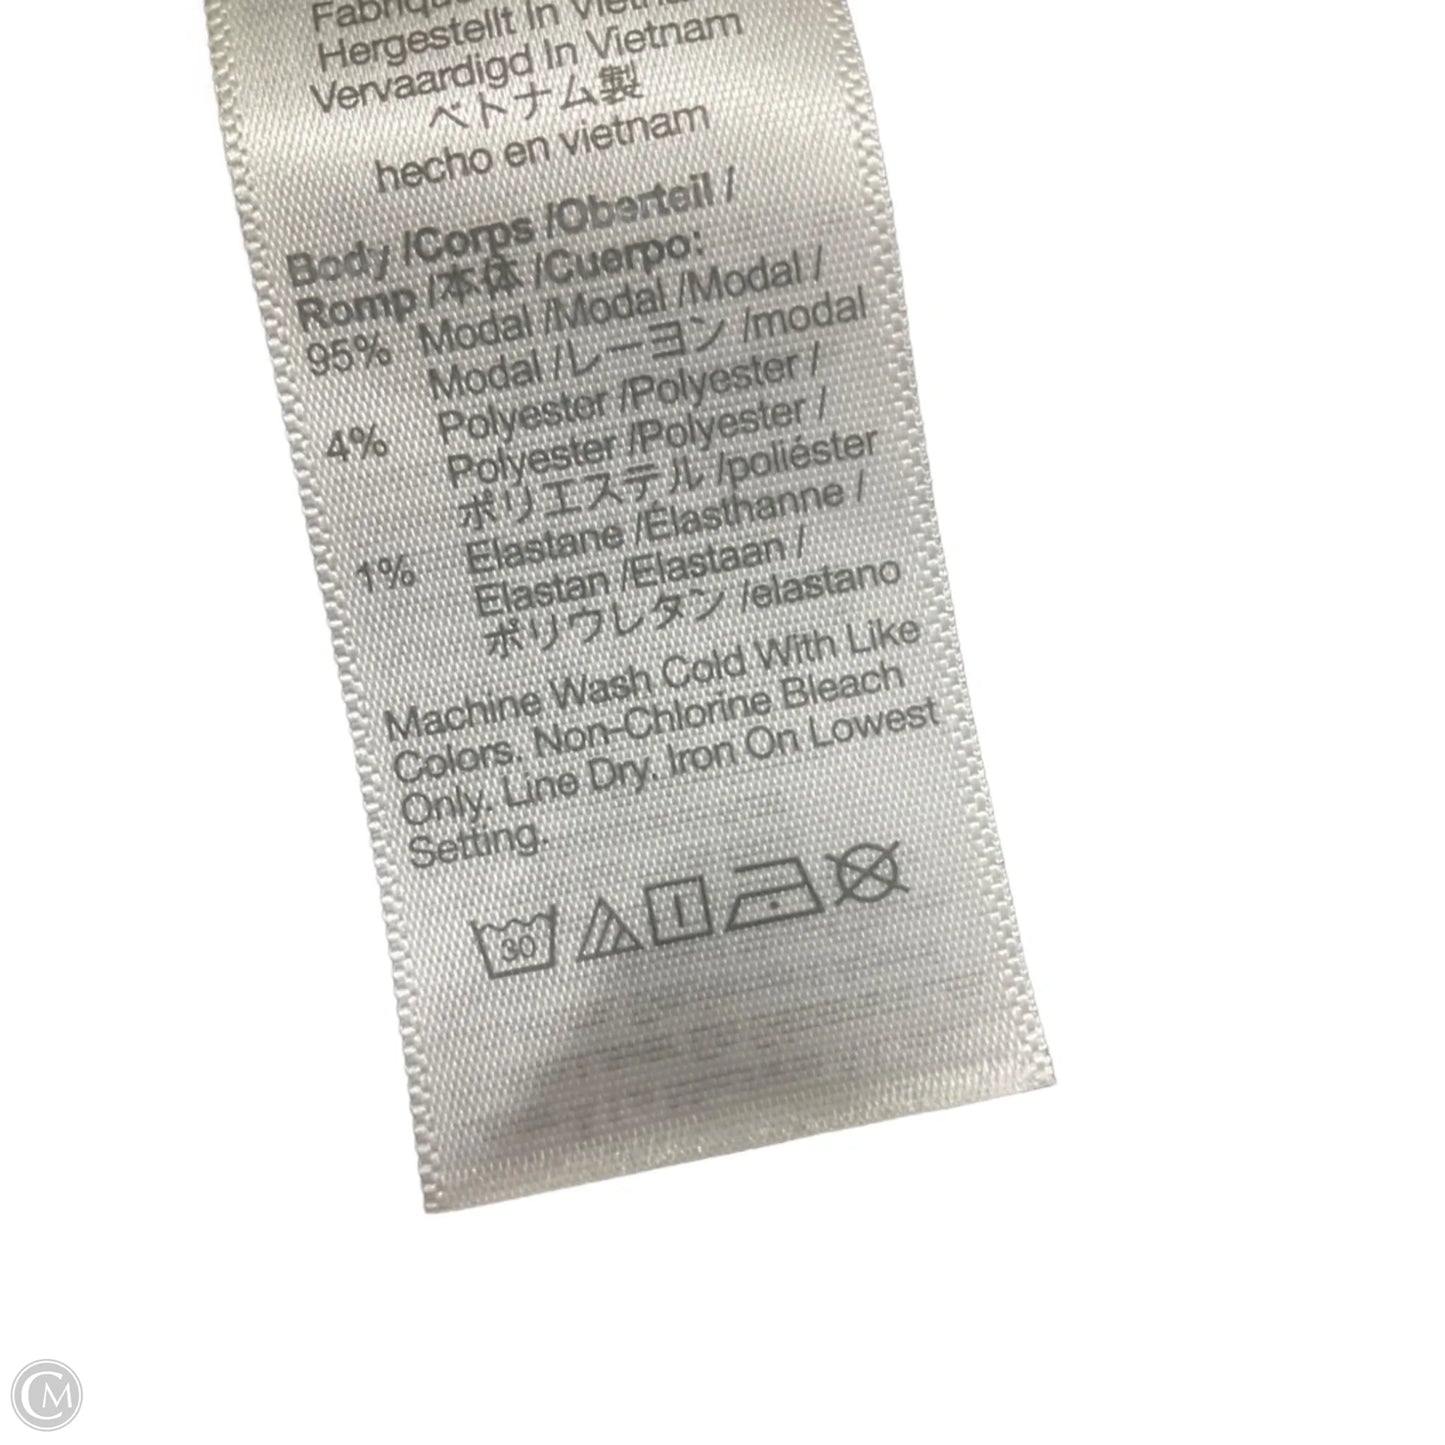 Fabriqué
Hergestellt In Vietnam
Vervaardigd In Vietnam
ベトナム製
hecho en vietnam
Body /Corps /Oberteil /
Romp /本体 /Cuerpo:
95% Modal /Modal /Modal /
Modal /レーヨン /modal
4% Polyester /Polyester /
Polyester /Polyester /
ポリエステル /poliéster
1% Elastane /Élasthanne /
Elastan /Elastaan /
ポリウレタン /elastano
Machine Wash Cold With Like
Colors. Non-Chlorine Bleach
Only. Line Dry. Iron On Lowest
Setting.
30
CM